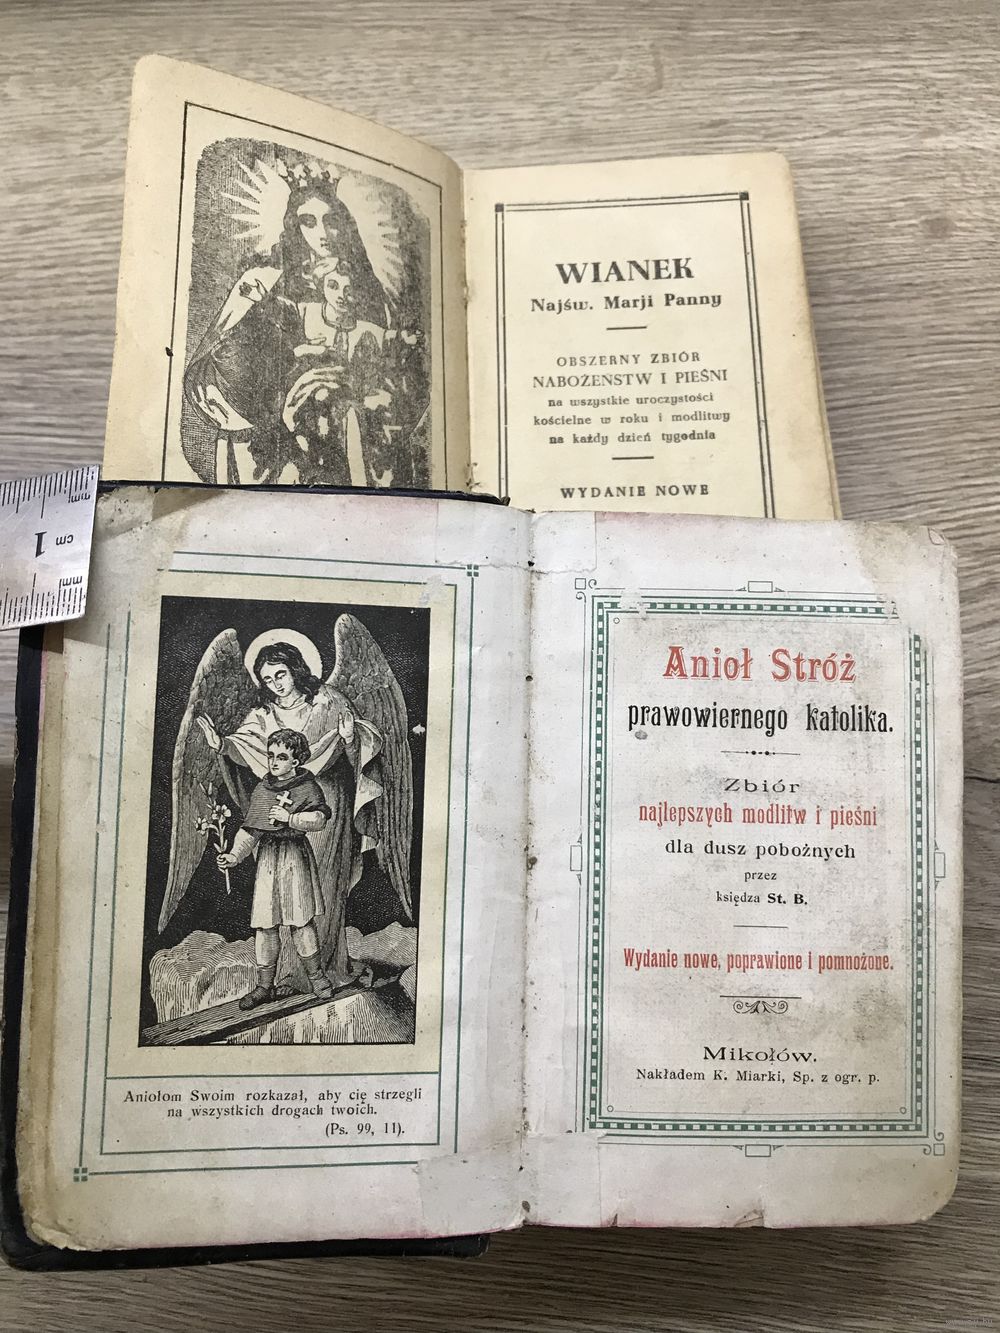 WIANEK
Najśw. Marji Panny
OBSZERNY ZBIÓR
NABOŻEŃSTW I PIEŚNI
na wszystkie uroczystości
kościelne w roku i modlitwy
na każdy dzień tygodnia
WYDANIE NOWE
mm
cm
1
mm
Aniołom Swoim rozkazał, aby cię strzegli
na wszystkich drogach twoich.
(Ps. 99, 11).
Anioł Stróż
prawowiernego katolika.
Zbiór
najlepszych modlitw i pieśni
dla dusz pobożnych
przez
księdza St. B.
Wydanie nowe, poprawione i pomnożone.
Mikołów.
Nakładem K. Miarki, Sp. z ogr. p.